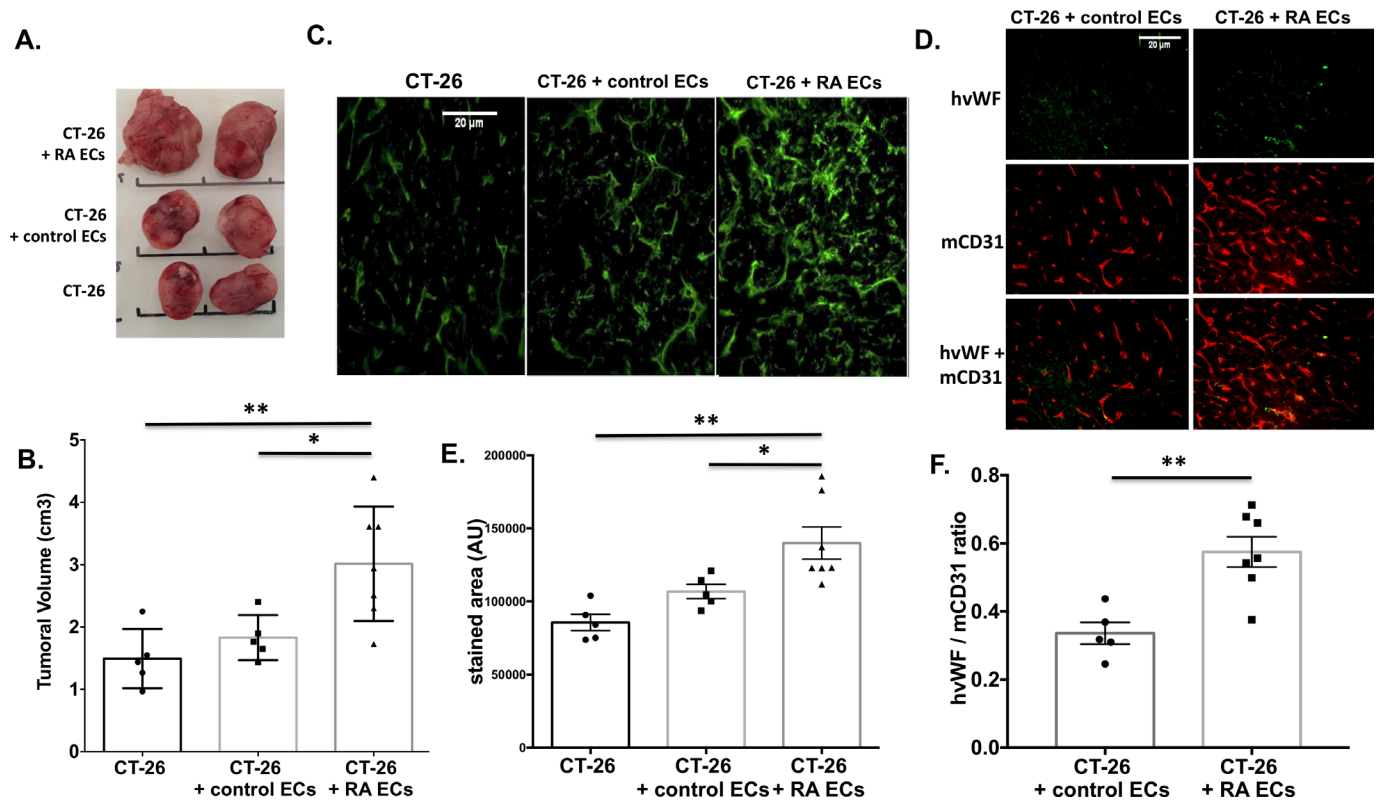 A.
CT-26
+ RA ECs
CT-26
+ control ECs
CT-26
C.
CT-26
CT-26 + control ECs
CT-26 + RA ECs
20 µm
D.
CT-26 + control ECs
CT-26 + RA ECs
20 µm
hvWF
mCD31
hvWF +
mCD31
B.
**
*
Tumoral Volume (cm3)
5
4
3
2
1
0
CT-26
CT-26
+ control ECs
CT-26
+ RA ECs
E.
**
*
stained area (AU)
200000
150000
100000
50000
0
CT-26
CT-26
+ control ECs
CT-26
+ RA ECs
F.
**
hvWF / mCD31 ratio
0.8
0.6
0.4
0.2
0.0
CT-26
+ control ECs
CT-26
+ RA ECs